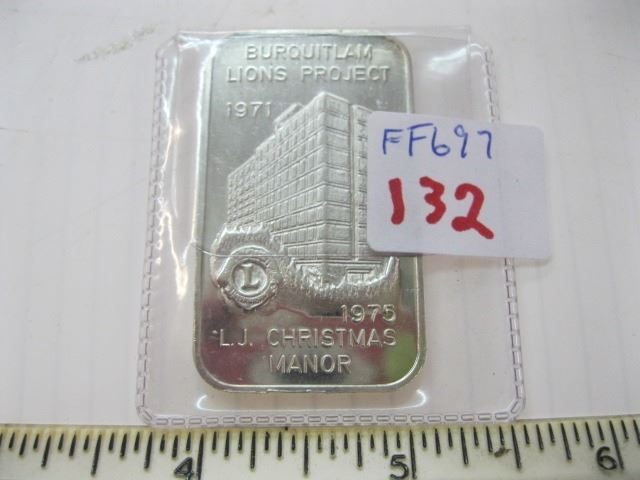 BURQUITLAM
LIONS PROJECT
1971
FF697
132
L
1975
L.J. CHRISTMAS
MANOR
4 5 6